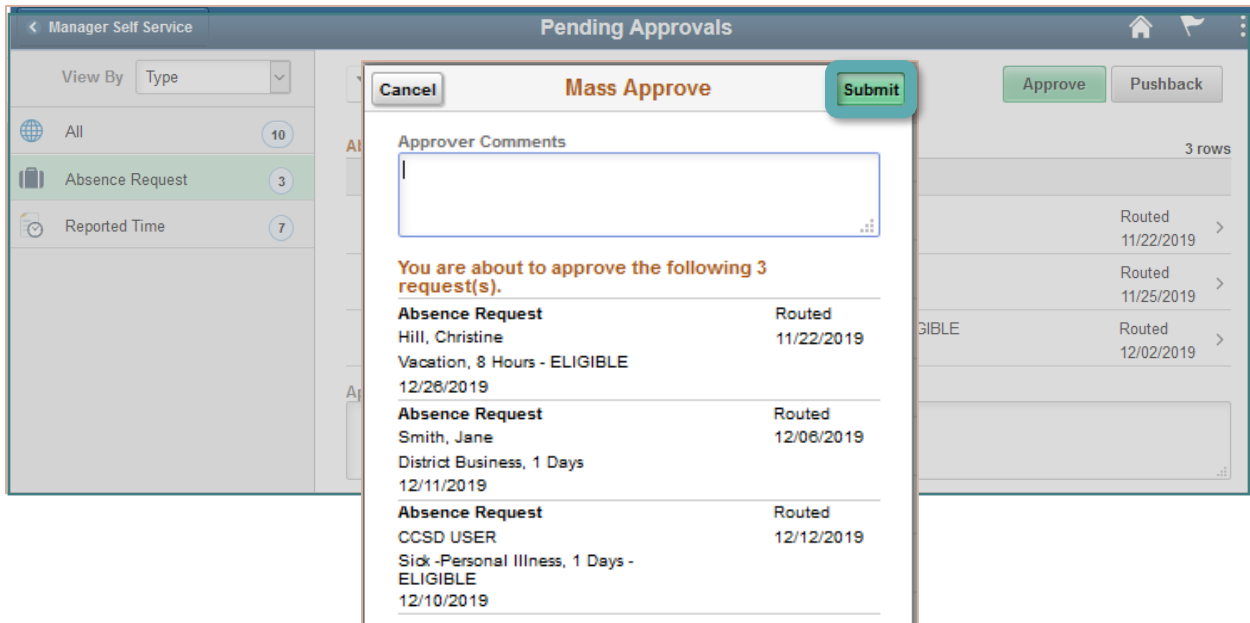 Manager Self Service
Pending Approvals
View By Type
All 10
Absence Request 3
Reported Time 7
Approve Pushback
3 rows
Routed
11/22/2019
Routed
11/25/2019
GIBLE Routed
12/02/2019
Cancel Mass Approve Submit
Approver Comments
You are about to approve the following 3
request(s).
Absence Request Routed
Hill, Christine 11/22/2019
Vacation, 8 Hours - ELIGIBLE
12/26/2019
Absence Request Routed
Smith, Jane 12/06/2019
District Business, 1 Days
12/11/2019
Absence Request Routed
CCSD USER 12/12/2019
Sick -Personal Illness, 1 Days -
ELIGIBLE
12/10/2019